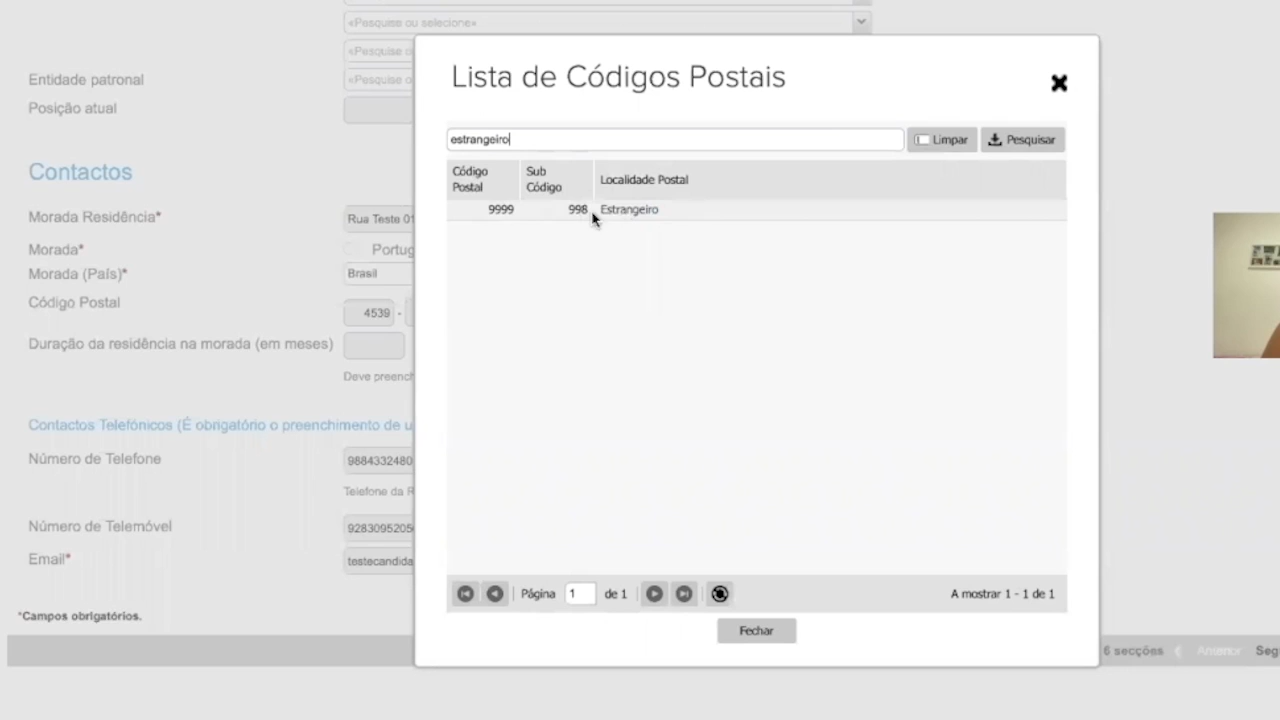 «Pesquise ou selecione»
«Pesquise o
Entidade patronal
«Pesquise o
Posição atual
Contactos
Morada Residência*
Rua Teste 01
Morada*
Portug
Morada (País)*
Brasil
Código Postal
4539 -
Duração da residência na morada (em meses)
Deve preench
Contactos Telefónicos (É obrigatório o preenchimento de u
Número de Telefone
9884332480
Telefone da R
Número de Telemóvel
9283095205
Email*
testecandida
*Campos obrigatórios.
Lista de Códigos Postais
estrangeiro
Limpar
Pesquisar
Código Postal
Sub Código
Localidade Postal
9999
998
Estrangeiro
Página 1 de 1
A mostrar 1 - 1 de 1
Fechar
6 secções
Anterior
Seg